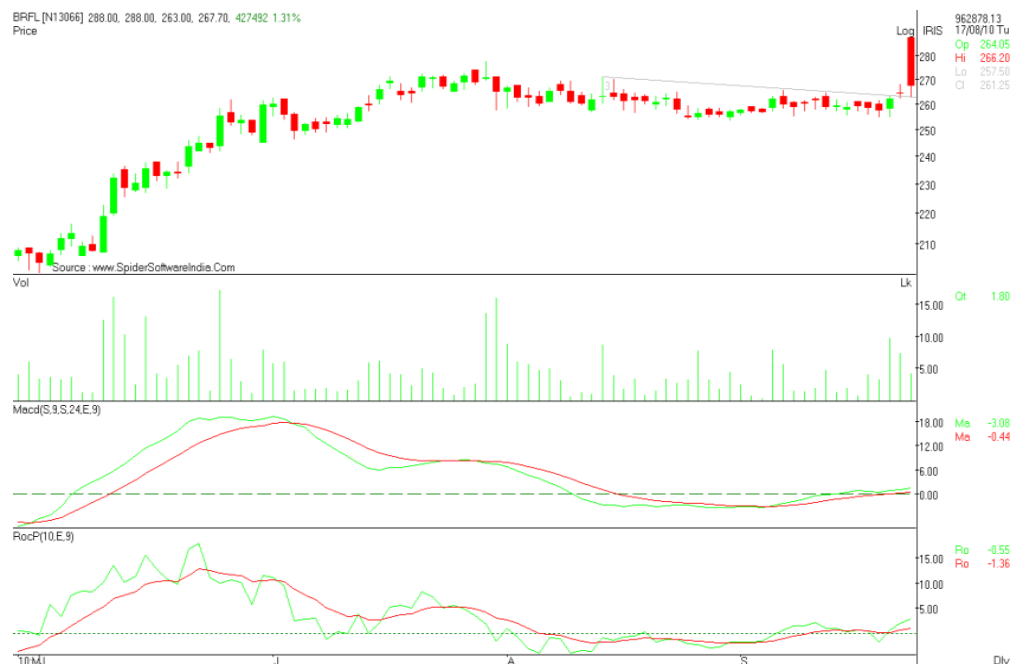 BRFL [N13066] 288.00, 288.00, 263.00, 267.70, 427492 1.31%
962878.13
Price
Log
IRIS
17/08/10 Tu
Op 264.05
Hi 266.20
Lo 257.50
Cl 261.25
280
270
260
250
240
230
220
210
Source : www.SpiderSoftwareIndia.Com
Vol
Lk
Ot 1.80
15.00
10.00
5.00
Macd(S,9,S,24,E,9)
Ma -3.08
Ma -0.44
18.00
12.00
6.00
0.00
RocP(10,E,9)
Ro -0.55
Ro -1.36
15.00
10.00
5.00
J A S
Dly